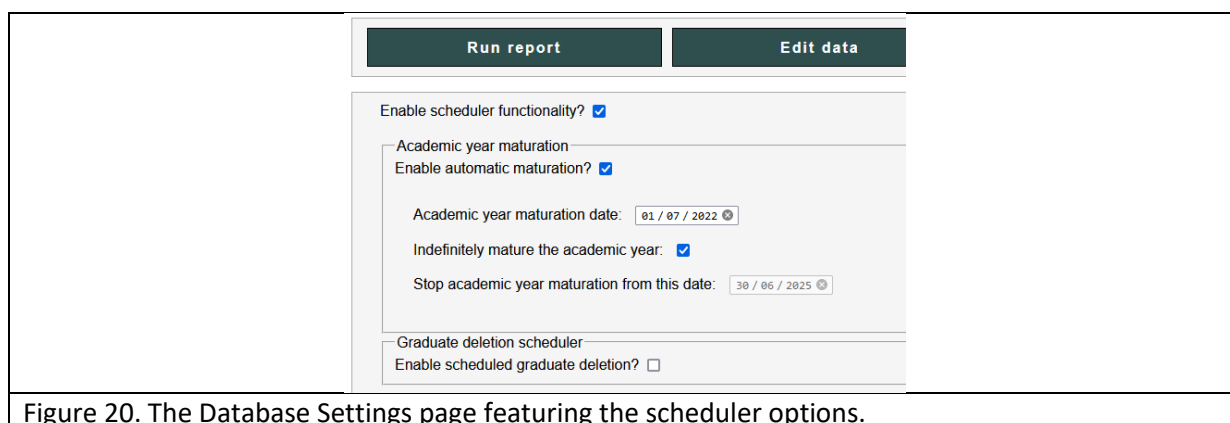 Run report Edit data
Enable scheduler functionality?
Academic year maturation
Enable automatic maturation?
Academic year maturation date: 01 / 07 / 2022
Indefinitely mature the academic year:
Stop academic year maturation from this date: 30 / 06 / 2025
Graduate deletion scheduler
Enable scheduled graduate deletion?
Figure 20. The Database Settings page featuring the scheduler options.